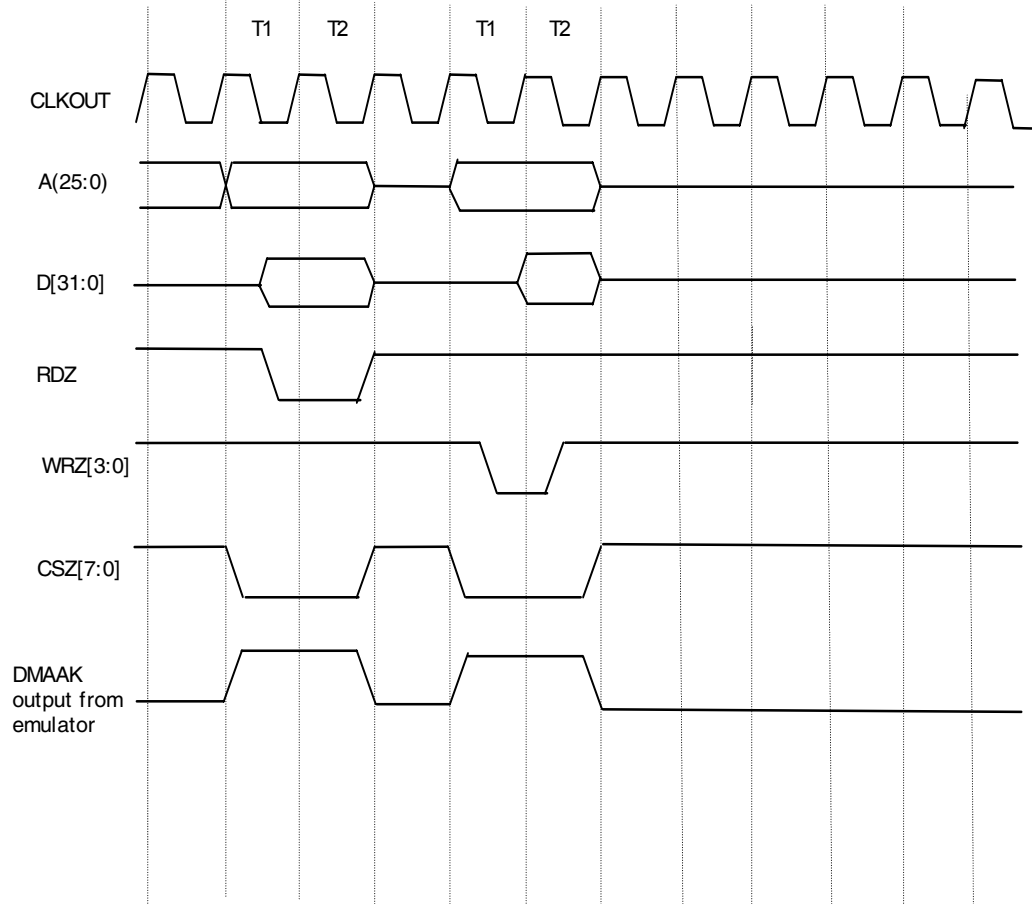 T1 T2 T1 T2
CLKOUT
A(25:0)
D[31:0]
RDZ
WRZ[3:0]
CSZ[7:0]
DMAAK
output from
emulator